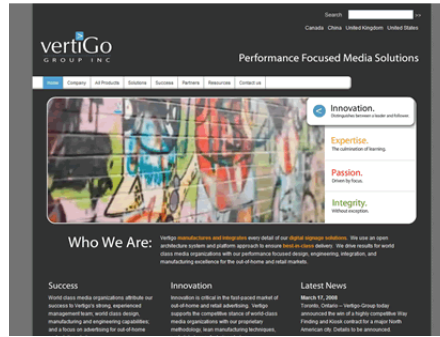 Search
Canada China United Kingdom United States
vertiGo
GROUP INC
Performance Focused Media Solutions
Home Company All Products Solutions Success Partners Resources Contact us
Innovation.
Distinguishes between a leader and follower.
Expertise.
The culmination of learning.
Passion.
Driven by focus.
Integrity.
Without exception.
Who We Are:
Vertigo manufactures and integrates every detail of our digital signage solutions. We use an open
architecture system and platform approach to ensure best-in-class delivery. We drive results for world
class media organizations with our performance focused design, engineering, integration, and
manufacturing excellence for the out-of-home and retail markets.
Success
World class media organizations attribute our
success to Vertigo's strong, experienced
management team; world class design,
manufacturing and engineering capabilities;
and a focus on advertising for out-of-home
Innovation
Innovation is critical in the fast-paced market of
out-of-home and retail advertising. Vertigo
supports the competitive stance of world class
media organizations with our proprietary
methodology, lean manufacturing techniques,
Latest News
March 17, 2008
Toronto, Ontario – Vertigo Group today
announced the win of a highly competitive Way
Finding and Kiosk contract for a major North
American city. Details to be announced